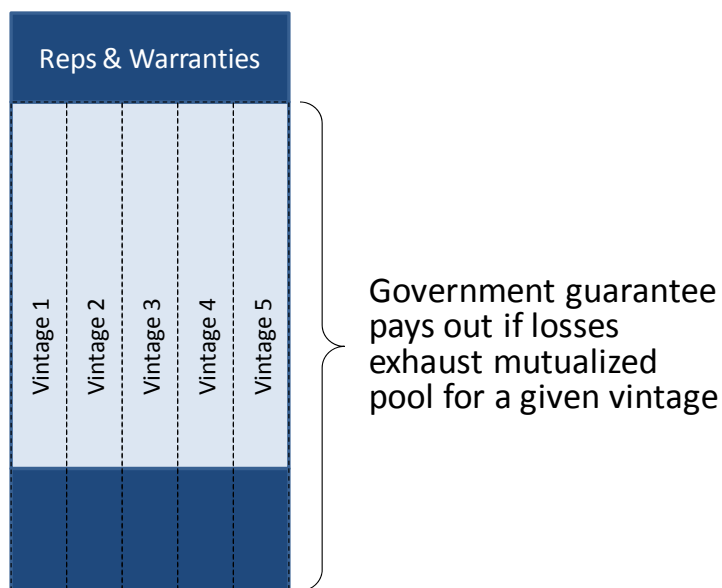 Reps & Warranties
Vintage 1
Vintage 2
Vintage 3
Vintage 4
Vintage 5
Government guarantee
pays out if losses
exhaust mutualized
pool for a given vintage